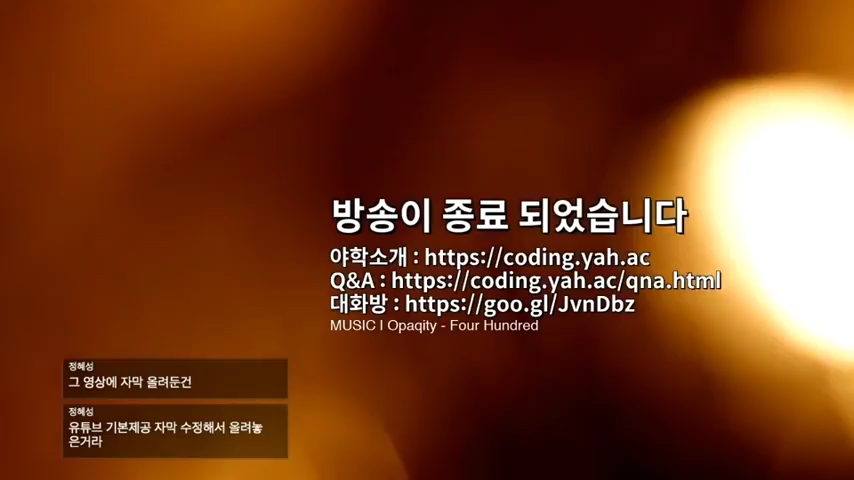 방송이 종료 되었습니다
야학소개 : https://coding.yah.ac
Q&A : https://coding.yah.ac/qna.html
대화방 : https://goo.gl/JvnDbz
MUSIC I Opaqity - Four Hundred
정혜성
그 영상에 자막 올려둔건
정혜성
유튜브 기본제공 자막 수정해서 올려놓
은거라